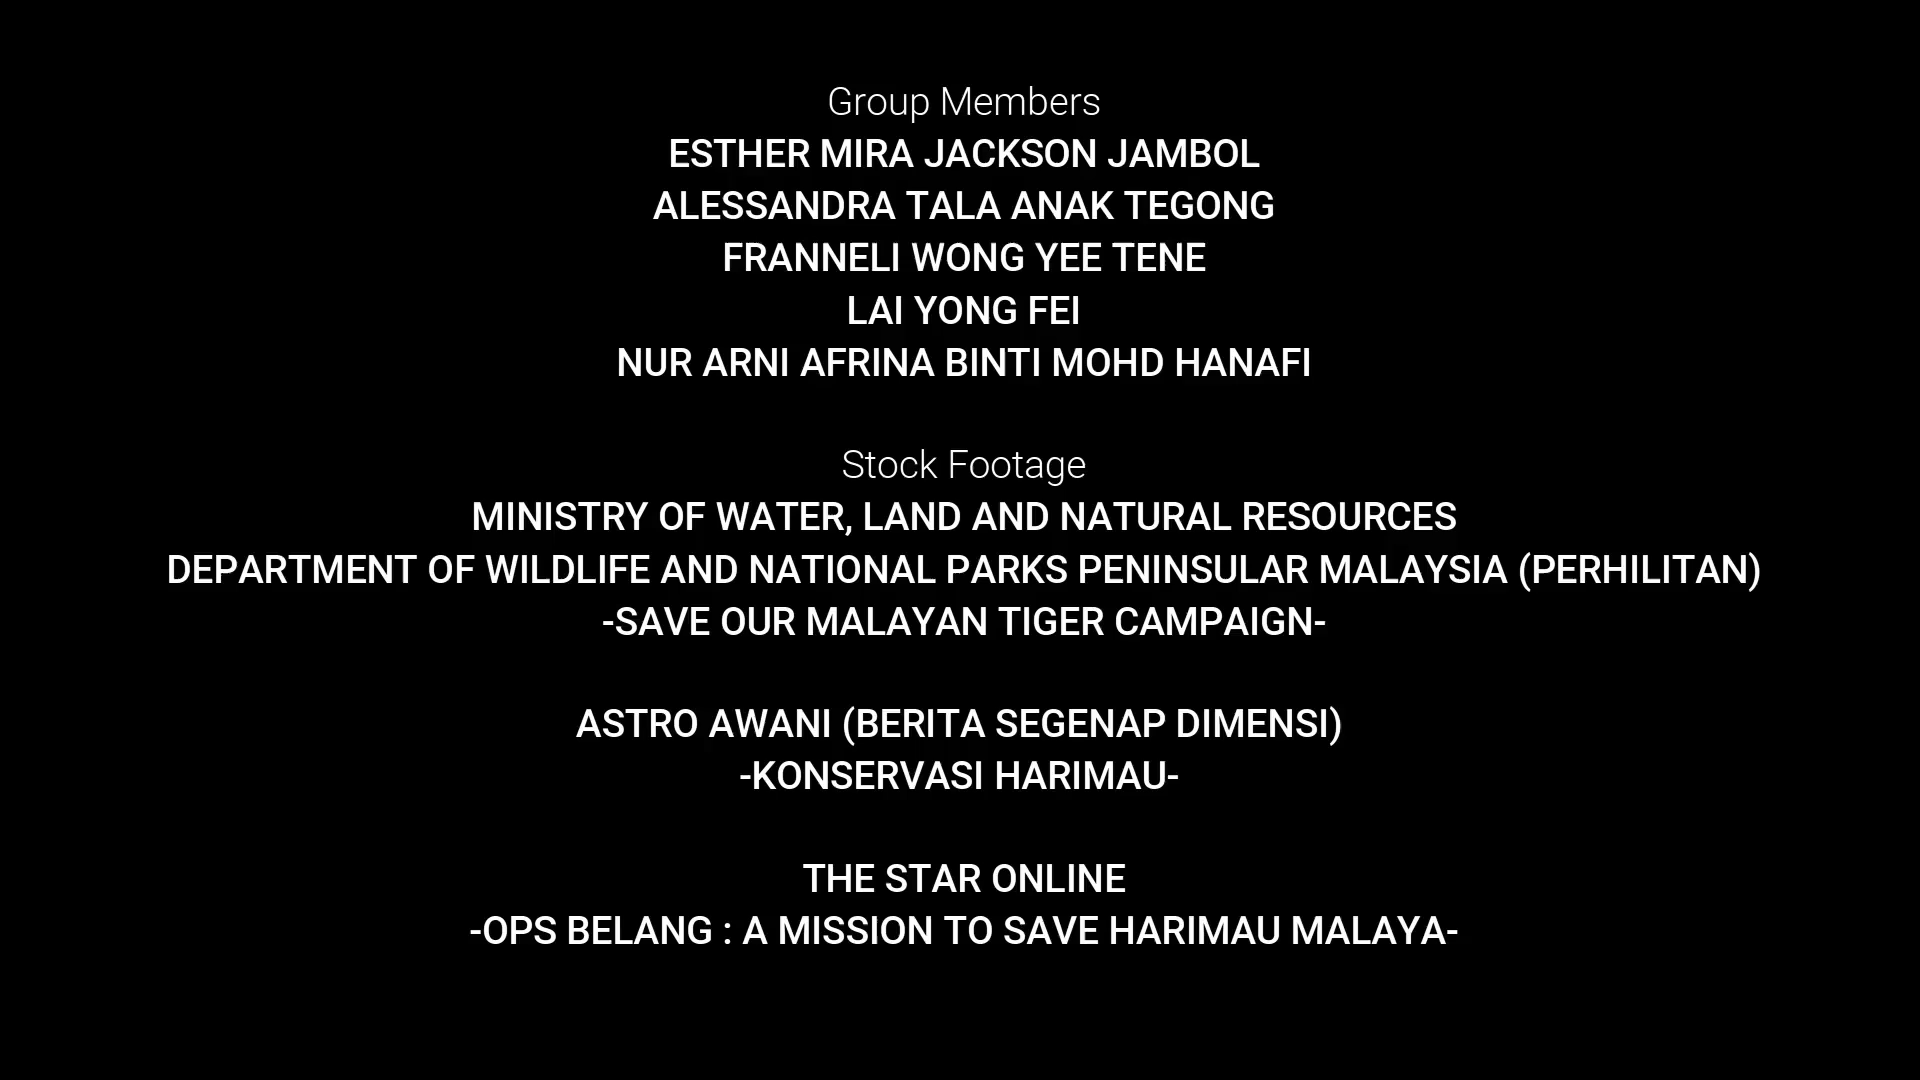 Group Members
ESTHER MIRA JACKSON JAMBOL
ALESSANDRA TALA ANAK TEGONG
FRANNELI WONG YEE TENE
LAI YONG FEI
NUR ARNI AFRINA BINTI MOHD HANAFI
Stock Footage
MINISTRY OF WATER, LAND AND NATURAL RESOURCES
DEPARTMENT OF WILDLIFE AND NATIONAL PARKS PENINSULAR MALAYSIA (PERHILITAN)
-SAVE OUR MALAYAN TIGER CAMPAIGN-
ASTRO AWANI (BERITA SEGENAP DIMENSI)
-KONSERVASI HARIMAU-
THE STAR ONLINE
-OPS BELANG : A MISSION TO SAVE HARIMAU MALAYA-